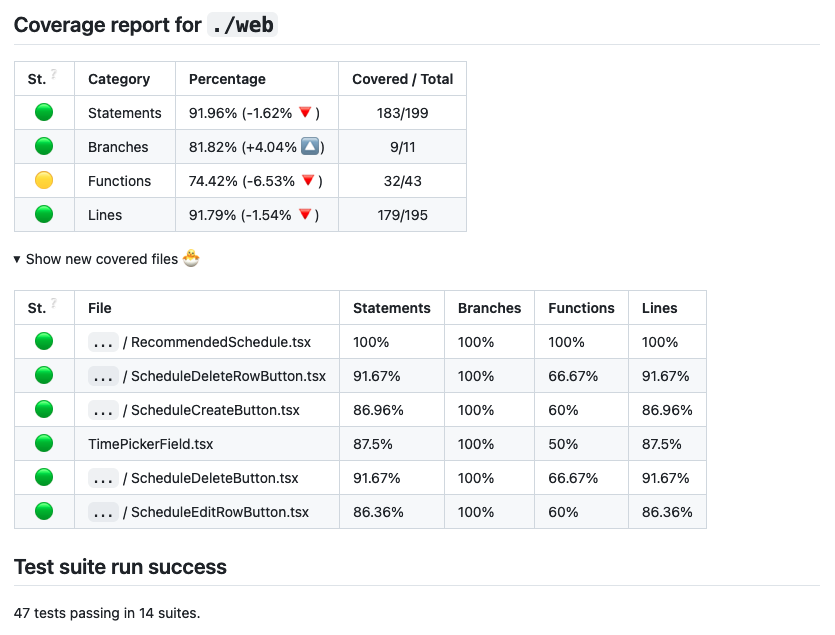 Coverage report for ./web
St. ❔ Category Percentage Covered / Total
🟢 Statements 91.96% (-1.62% 🔻) 183/199
🟢 Branches 81.82% (+4.04% 🔼) 9/11
🟡 Functions 74.42% (-6.53% 🔻) 32/43
🟢 Lines 91.79% (-1.54% 🔻) 179/195
▾ Show new covered files 🐣
St. ❔ File Statements Branches Functions Lines
🟢 ... / RecommendedSchedule.tsx 100% 100% 100% 100%
🟢 ... / ScheduleDeleteRowButton.tsx 91.67% 100% 66.67% 91.67%
🟢 ... / ScheduleCreateButton.tsx 86.96% 100% 60% 86.96%
🟢 TimePickerField.tsx 87.5% 100% 50% 87.5%
🟢 ... / ScheduleDeleteButton.tsx 91.67% 100% 66.67% 91.67%
🟢 ... / ScheduleEditRowButton.tsx 86.36% 100% 60% 86.36%
Test suite run success
47 tests passing in 14 suites.